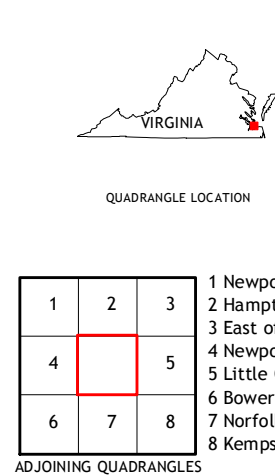 VIRGINIA
QUADRANGLE LOCATION
1 2 3
4 5
6 7 8
1 Newpo
2 Hampt
3 East of
4 Newpo
5 Little
6 Bower
7 Norfol
8 Kemps
ADJOINING QUADRANGLES